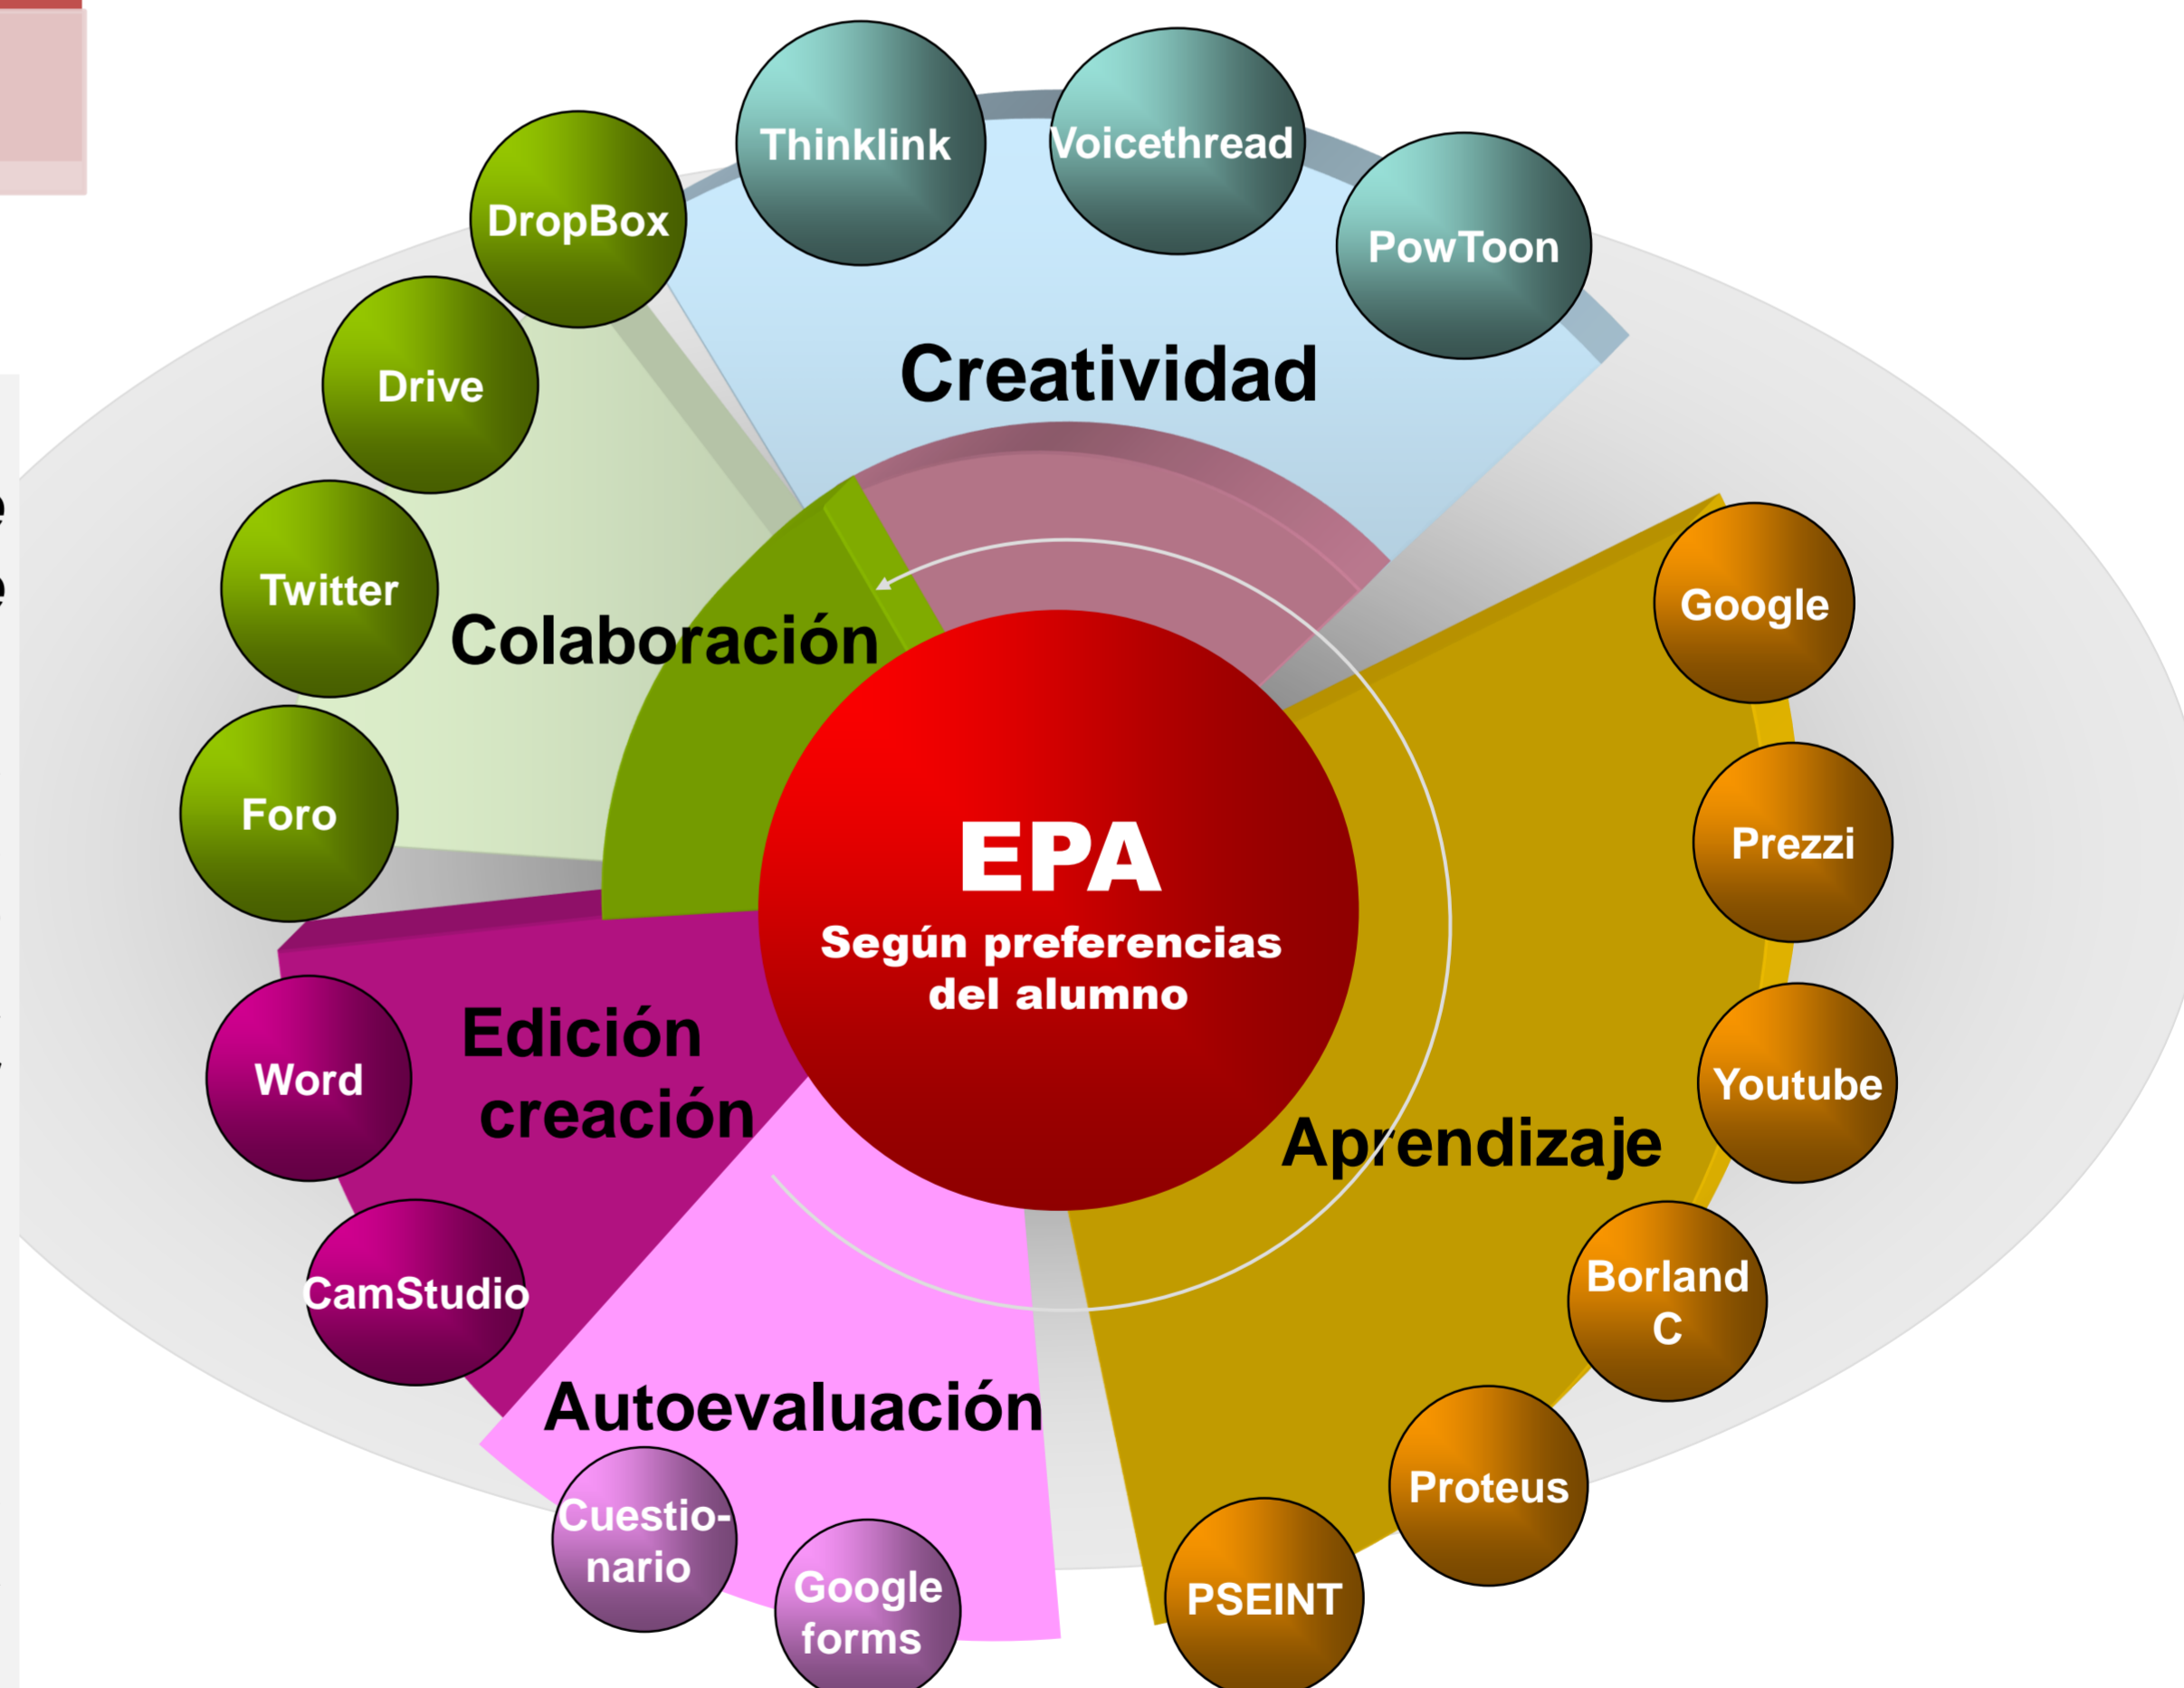 Thinklink
Voicethread
PowToon
DropBox
Drive
Twitter
Foro
Creatividad
Colaboración
Google
Prezzi
Youtube
Borland
C
Proteus
PSEINT
Aprendizaje
EPA
Según preferencias
del alumno
Edición
creación
Word
CamStudio
Autoevaluación
Cuestio-
nario
Google
forms